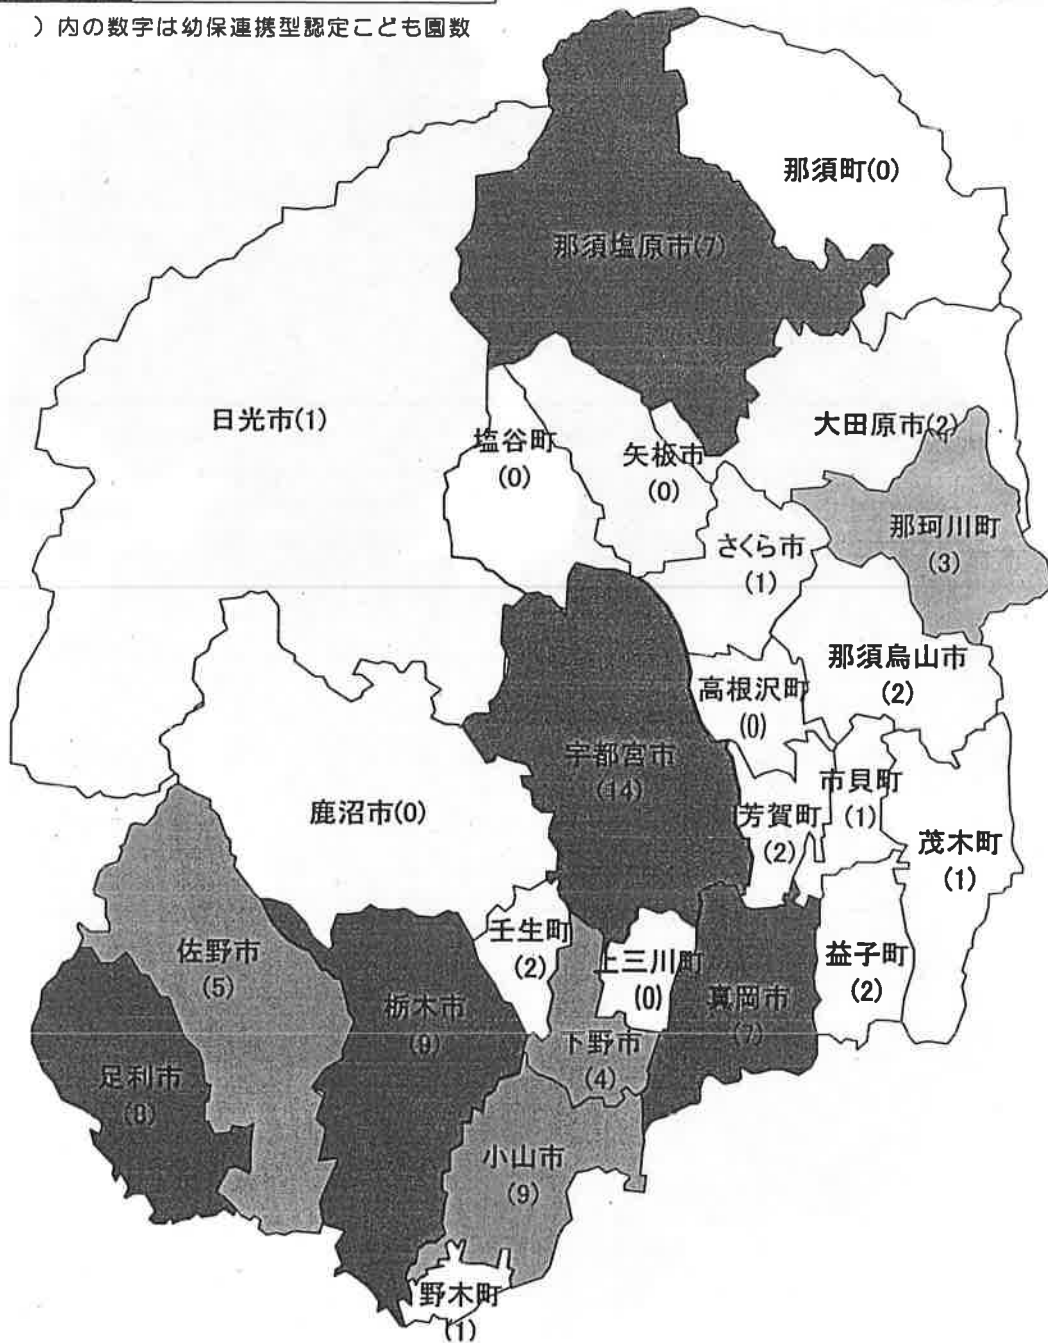 ）内の数字は幼保連携型認定こども園数
那須町(0)
那須塩原市(7)
日光市(1)
大田原市(2)
塩谷町
(0)
矢板市
(0)
那珂川町
(3)
さくら市
(1)
那須烏山市
(2)
高根沢町
(0)
宇都宮市
(14)
市貝町
(1)
鹿沼市(0)
芳賀町
(2)
茂木町
(1)
壬生町
(2)
佐野市
(5)
上三川町
(0)
益子町
(2)
栃木市
(9)
真岡市
(7)
下野市
(4)
足利市
(8)
小山市
(9)
野木町
(1)